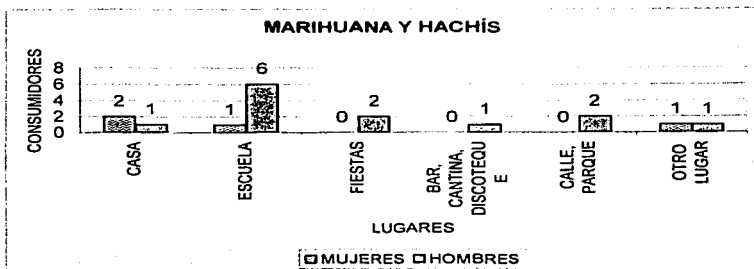 MARIHUANA Y HACHÍS
CONSUMIDORES
8
6
4
2
0
2 1
1 6
0 2
0 1
0 2
1 1
CASA
ESCUELA
FIESTAS
BAR,
CANTINA,
DISCOTEQU
E
CALLE,
PARQUE
OTRO
LUGAR
LUGARES
MUJERES HOMBRES